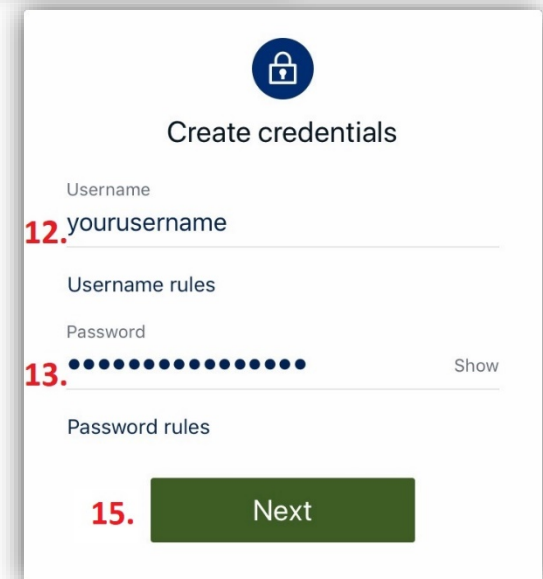 Create credentials
Username
12. yourusername
Username rules
Password
13. ●●●●●●●●●●●●●●●● Show
Password rules
15. Next